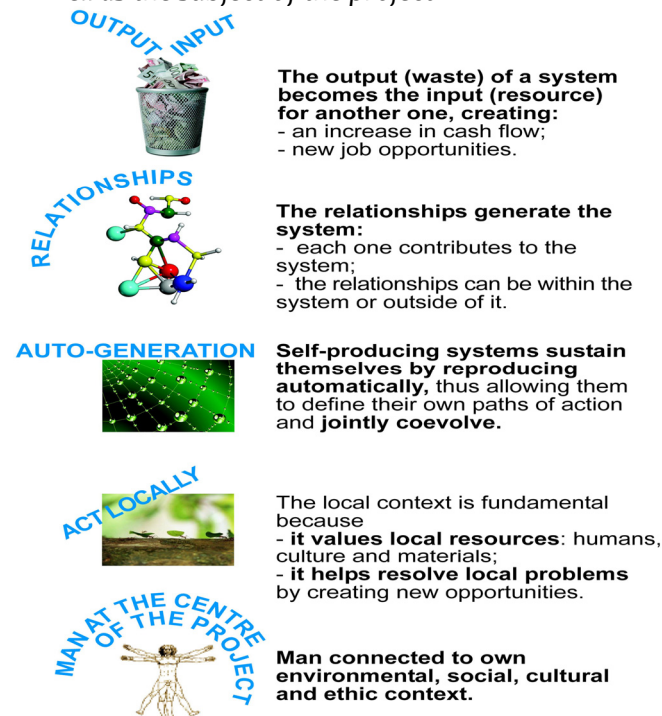 OUTPUT INPUT
The output (waste) of a system
becomes the input (resource)
for another one, creating:
- an increase in cash flow;
- new job opportunities.
RELATIONSHIPS
The relationships generate the
system:
- each one contributes to the
system;
- the relationships can be within the
system or outside of it.
AUTO-GENERATION
Self-producing systems sustain
themselves by reproducing
automatically, thus allowing them
to define their own paths of action
and jointly coevolve.
ACT LOCALLY
The local context is fundamental
because
- it values local resources: humans,
culture and materials;
- it helps resolve local problems
by creating new opportunities.
MAN AT THE CENTRE
OF THE PROJECT
Man connected to own
environmental, social, cultural
and ethic context.